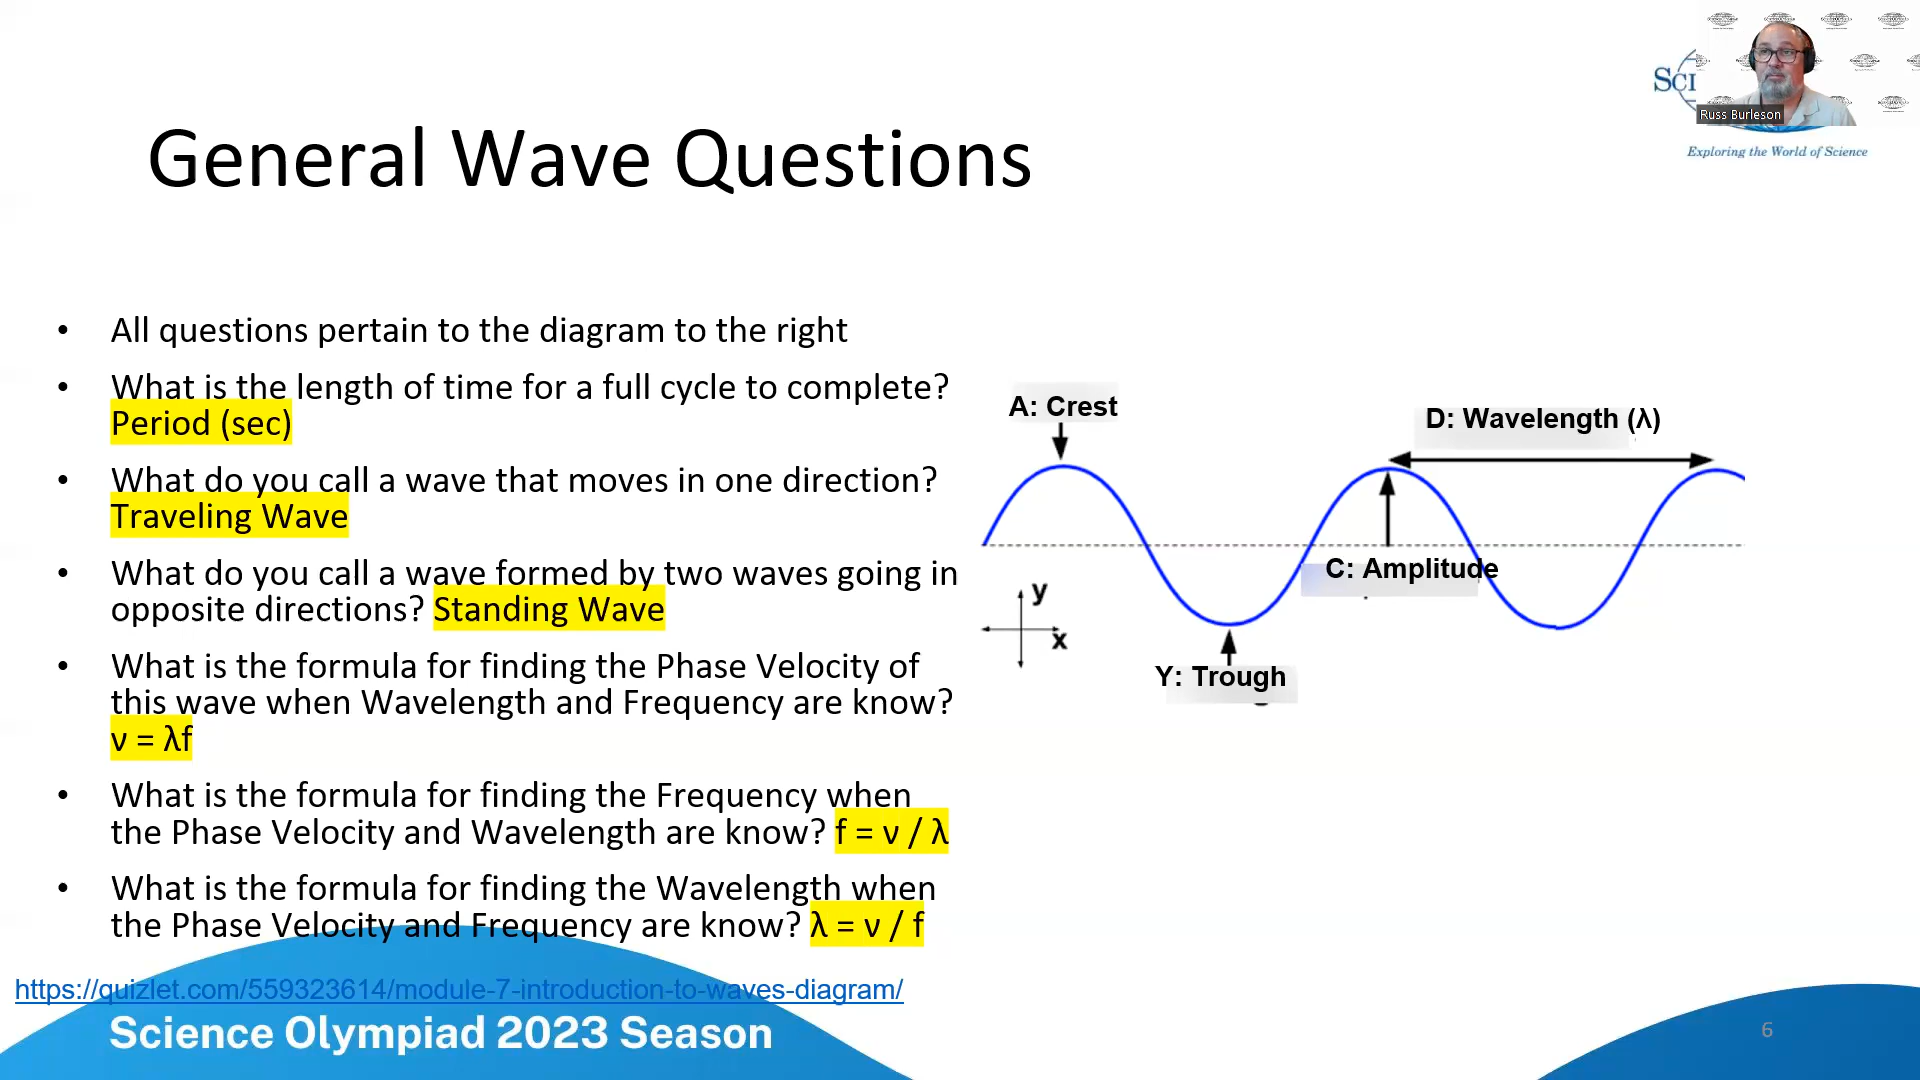 Sci
Russ Burleson
Exploring the World of Science
General Wave Questions
• All questions pertain to the diagram to the right
• What is the length of time for a full cycle to complete?
Period (sec)
• What do you call a wave that moves in one direction?
Traveling Wave
• What do you call a wave formed by two waves going in
opposite directions? Standing Wave
• What is the formula for finding the Phase Velocity of
this wave when Wavelength and Frequency are know?
ν = λf
• What is the formula for finding the Frequency when
the Phase Velocity and Wavelength are know? f = ν / λ
• What is the formula for finding the Wavelength when
the Phase Velocity and Frequency are know? λ = ν / f
A: Crest
D: Wavelength (λ)
C: Amplitude
y
x
Y: Trough
https://quizlet.com/559323614/module-7-introduction-to-waves-diagram/
Science Olympiad 2023 Season
6